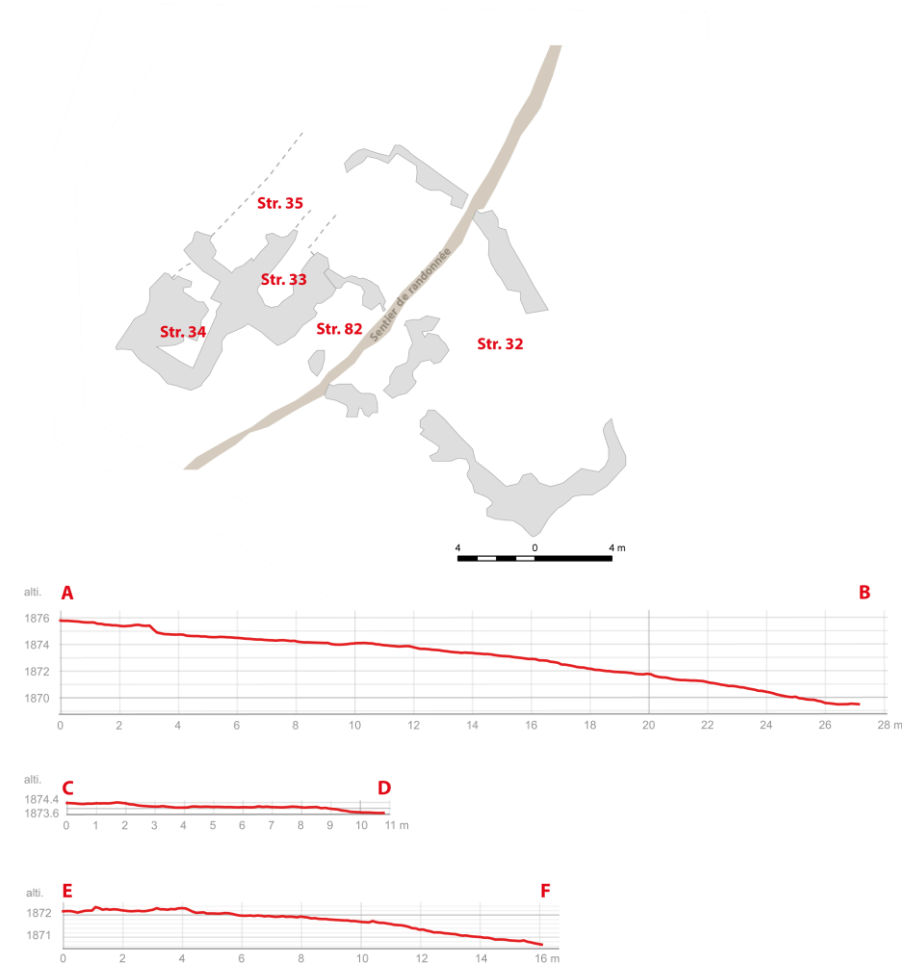 Str. 35
Str. 33
Str. 34
Str. 82
Sentier de randonnée
Str. 32
4 0 4 m
alti. A B
1876
1874
1872
1870
0 2 4 6 8 10 12 14 16 18 20 22 24 26 28 m
alti. C D
1874.4
1873.6
0 1 2 3 4 5 6 7 8 9 10 11 m
alti. E F
1872
1871
0 2 4 6 8 10 12 14 16 m